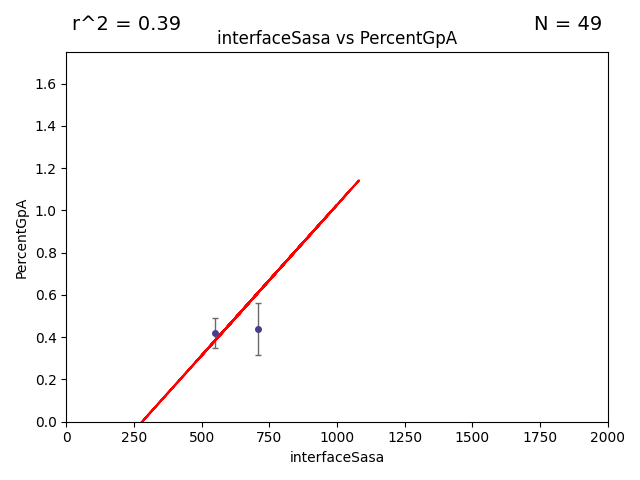 r^2 = 0.39
N = 49
interfaceSasa vs PercentGpA
PercentGpA
1.6
1.4
1.2
1.0
0.8
0.6
0.4
0.2
0.0
0 250 500 750 1000 1250 1500 1750 2000
interfaceSasa